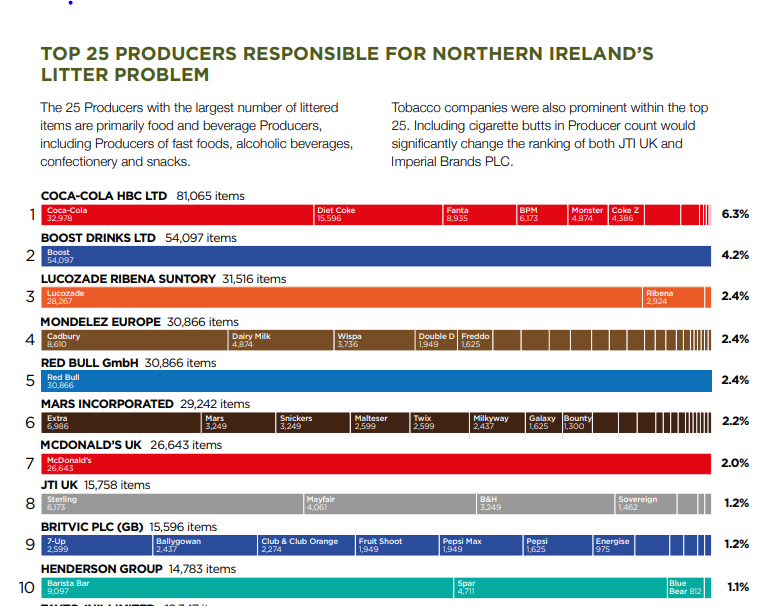 TOP 25 PRODUCERS RESPONSIBLE FOR NORTHERN IRELAND'S
LITTER PROBLEM
The 25 Producers with the largest number of littered
items are primarily food and beverage Producers,
including Producers of fast foods, alcoholic beverages,
confectionery and snacks.
Tobacco companies were also prominent within the top
25. Including cigarette butts in Producer count would
significantly change the ranking of both JTI UK and
Imperial Brands PLC.
COCA-COLA HBC LTD 81,065 items
1 Coca-Cola Diet Coke Fanta BPM Monster Coke Z 6.3%
32,978 15,596 8,935 6,173 4,874 4,386
BOOST DRINKS LTD 54,097 items
2 Boost 4.2%
54,097
LUCOZADE RIBENA SUNTORY 31,516 items
3 Lucozade Ribena 2.4%
28,267 2,924
MONDELEZ EUROPE 30,866 items
4 Cadbury Dairy Milk Wispa Double D Freddo 2.4%
8,610 4,874 3,736 1,949 1,625
RED BULL GmbH 30,866 items
5 Red Bull 2.4%
30,866
MARS INCORPORATED 29,242 items
6 Extra Mars Snickers Malteser Twix Milkyway Galaxy Bounty 2.2%
6,986 3,249 3,249 2,599 2,599 2,437 1,625 1,300
MCDONALD'S UK 26,643 items
7 McDonald's 2.0%
26,643
JTI UK 15,758 items
8 Sterling Mayfair B&H Sovereign 1.2%
6,173 4,061 3,249 1,462
BRITVIC PLC (GB) 15,596 items
9 7-Up Ballygowan Club & Club Orange Fruit Shoot Pepsi Max Pepsi Energise 1.2%
2,599 2,437 2,274 1,949 1,949 1,625 975
HENDERSON GROUP 14,783 items
10 Barista Bar Spar Blue 1.1%
9,097 4,711 Bear 812